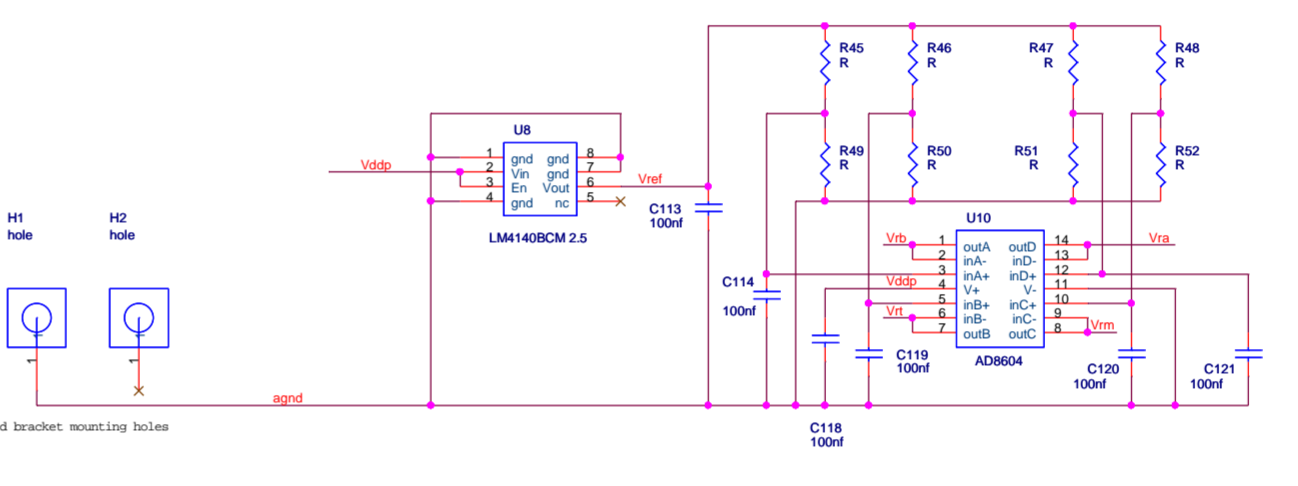 R45
R
R46
R
R47
R
R48
R
U8
1 gnd gnd 8
2 Vin gnd 7
3 En Vout 6
4 gnd nc 5
Vddp
Vref
LM4140BCM 2.5
C113
100nf
R49
R
R50
R
R51
R
R52
R
H1
hole
H2
hole
U10
Vrb
Vra
1 outA outD 14
2 inA- inD- 13
3 inA+ inD+ 12
4 V+ V- 11
5 inB+ inC+ 10
6 inB- inC- 9
7 outB outC 8
Vddp
Vrt
Vrm
AD8604
C114
100nf
C119
100nf
C120
100nf
C121
100nf
1
1
agnd
d bracket mounting holes
C118
100nf